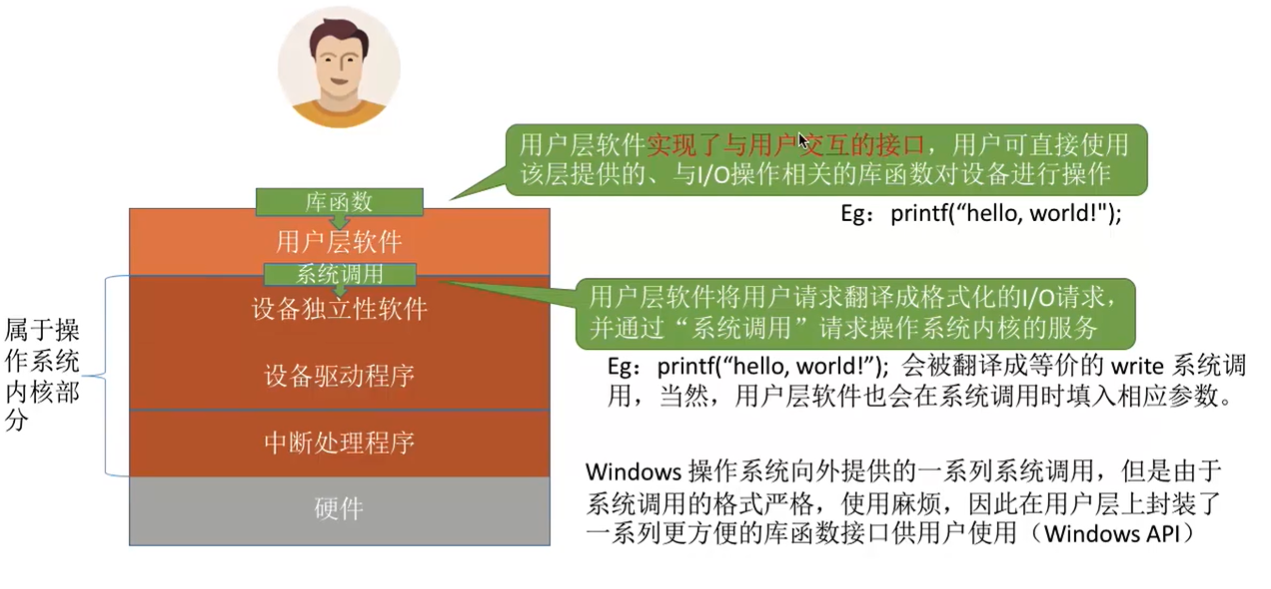 用户层软件实现了与用户交互的接口，用户可直接使用
该层提供的、与I/O操作相关的库函数对设备进行操作
Eg：printf(“hello, world!");
库函数
用户层软件
系统调用
设备独立性软件
设备驱动程序
中断处理程序
硬件
属于操
作系统
内核部
分
用户层软件将用户请求翻译成格式化的I/O请求，
并通过“系统调用”请求操作系统内核的服务
Eg：printf(“hello, world!”); 会被翻译成等价的 write 系统调
用，当然，用户层软件也会在系统调用时填入相应参数。
Windows 操作系统向外提供的一系列系统调用，但是由于
系统调用的格式严格，使用麻烦，因此在用户层上封装了
一系列更方便的库函数接口供用户使用（Windows API）